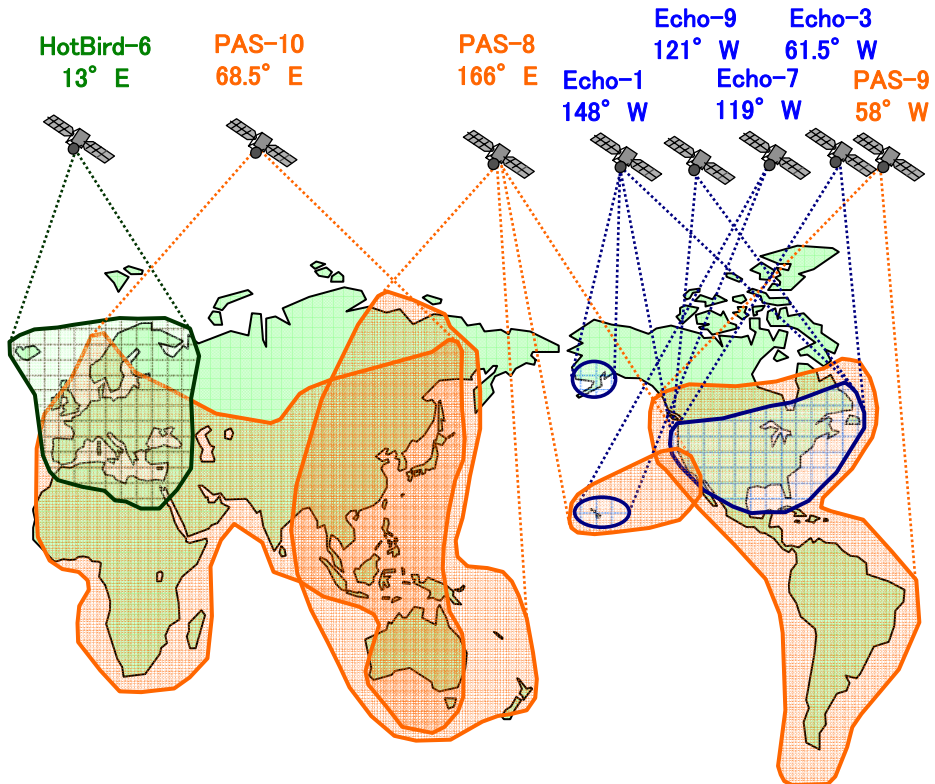 HotBird-6
13° E
PAS-10
68.5° E
PAS-8
166° E
Echo-1
148° W
Echo-9
121° W
Echo-7
119° W
Echo-3
61.5° W
PAS-9
58° W